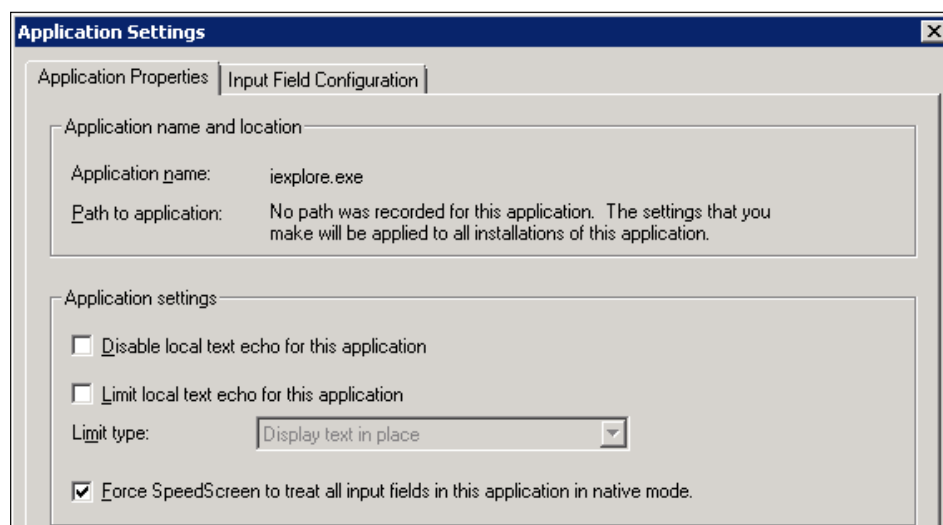 Application Settings
Application Properties
Input Field Configuration
Application name and location
Application name:
iexplore.exe
Path to application:
No path was recorded for this application. The settings that you
make will be applied to all installations of this application.
Application settings
Disable local text echo for this application
Limit local text echo for this application
Limit type:
Display text in place
Force SpeedScreen to treat all input fields in this application in native mode.